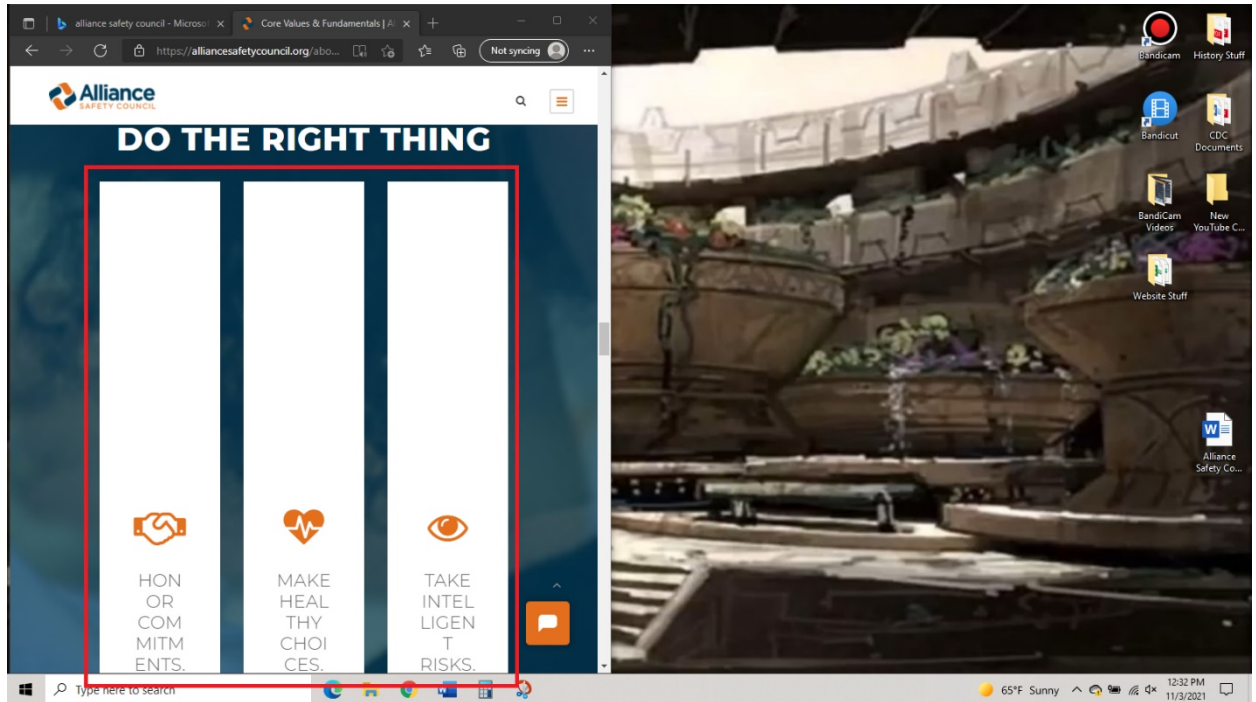 alliance safety council - Microsof
Core Values & Fundamentals | Al
https://alliancesafetycouncil.org/abo...
Not syncing
Alliance
SAFETY COUNCIL
DO THE RIGHT THING
HON
OR
COM
MITM
ENTS.
MAKE
HEAL
THY
CHOI
CES.
TAKE
INTEL
LIGEN
T
RISKS.
Bandicam
History Stuff
Bandicut
CDC
Documents
BandiCam
Videos
New
YouTube C...
Website Stuff
W
Alliance
Safety Co...
Type here to search
65°F Sunny
12:32 PM
11/3/2021